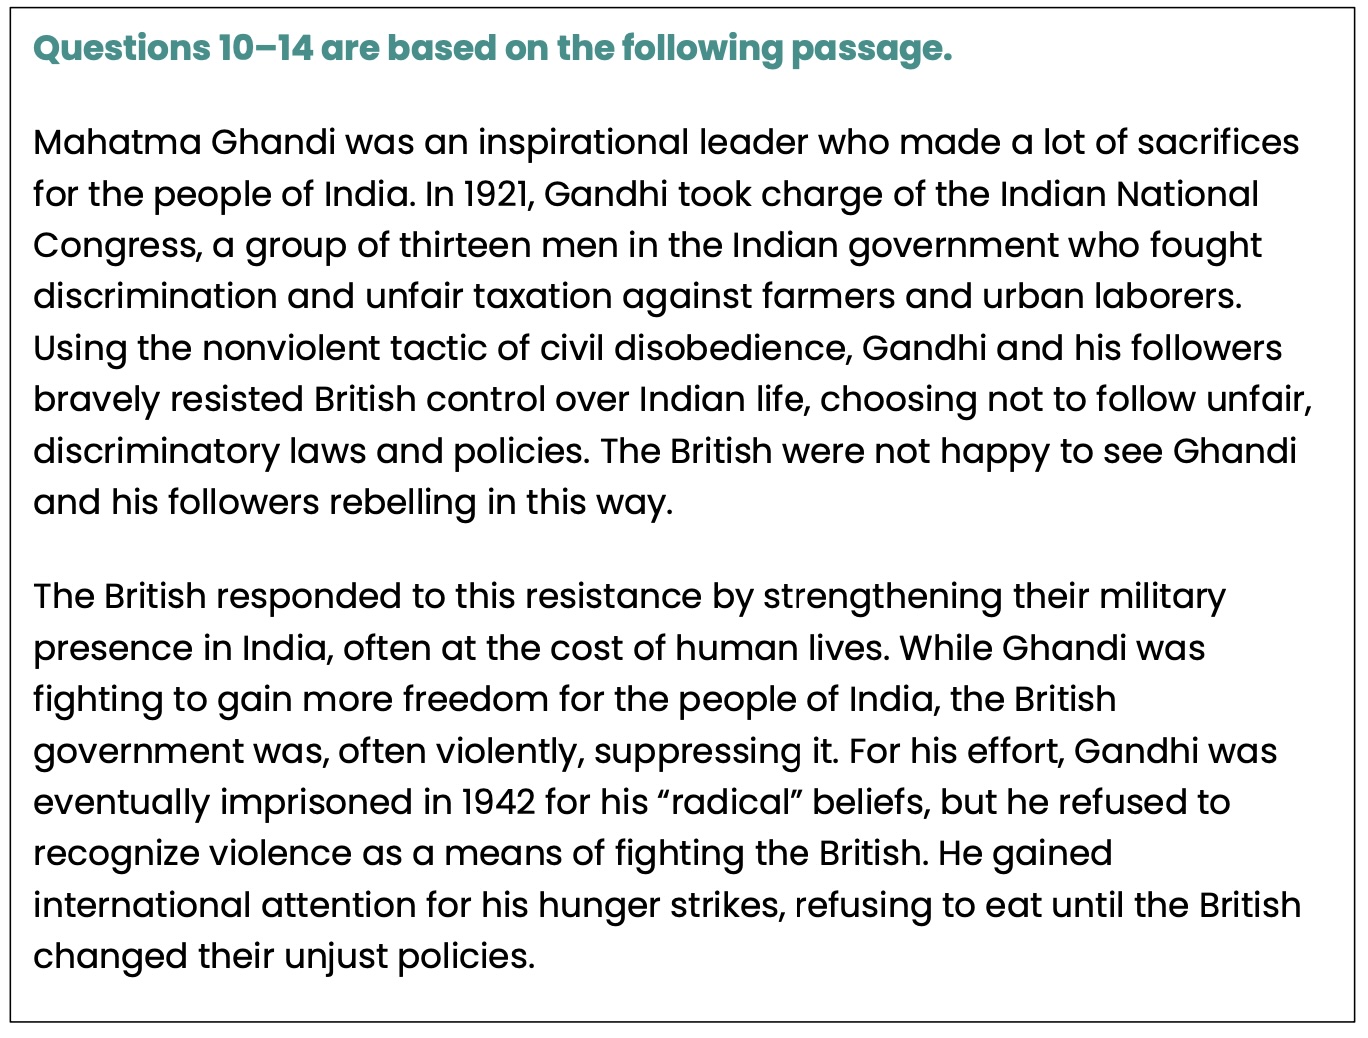 Questions 10–14 are based on the following passage.
Mahatma Ghandi was an inspirational leader who made a lot of sacrifices
for the people of India. In 1921, Gandhi took charge of the Indian National
Congress, a group of thirteen men in the Indian government who fought
discrimination and unfair taxation against farmers and urban laborers.
Using the nonviolent tactic of civil disobedience, Gandhi and his followers
bravely resisted British control over Indian life, choosing not to follow unfair,
discriminatory laws and policies. The British were not happy to see Ghandi
and his followers rebelling in this way.
The British responded to this resistance by strengthening their military
presence in India, often at the cost of human lives. While Ghandi was
fighting to gain more freedom for the people of India, the British
government was, often violently, suppressing it. For his effort, Gandhi was
eventually imprisoned in 1942 for his “radical” beliefs, but he refused to
recognize violence as a means of fighting the British. He gained
international attention for his hunger strikes, refusing to eat until the British
changed their unjust policies.